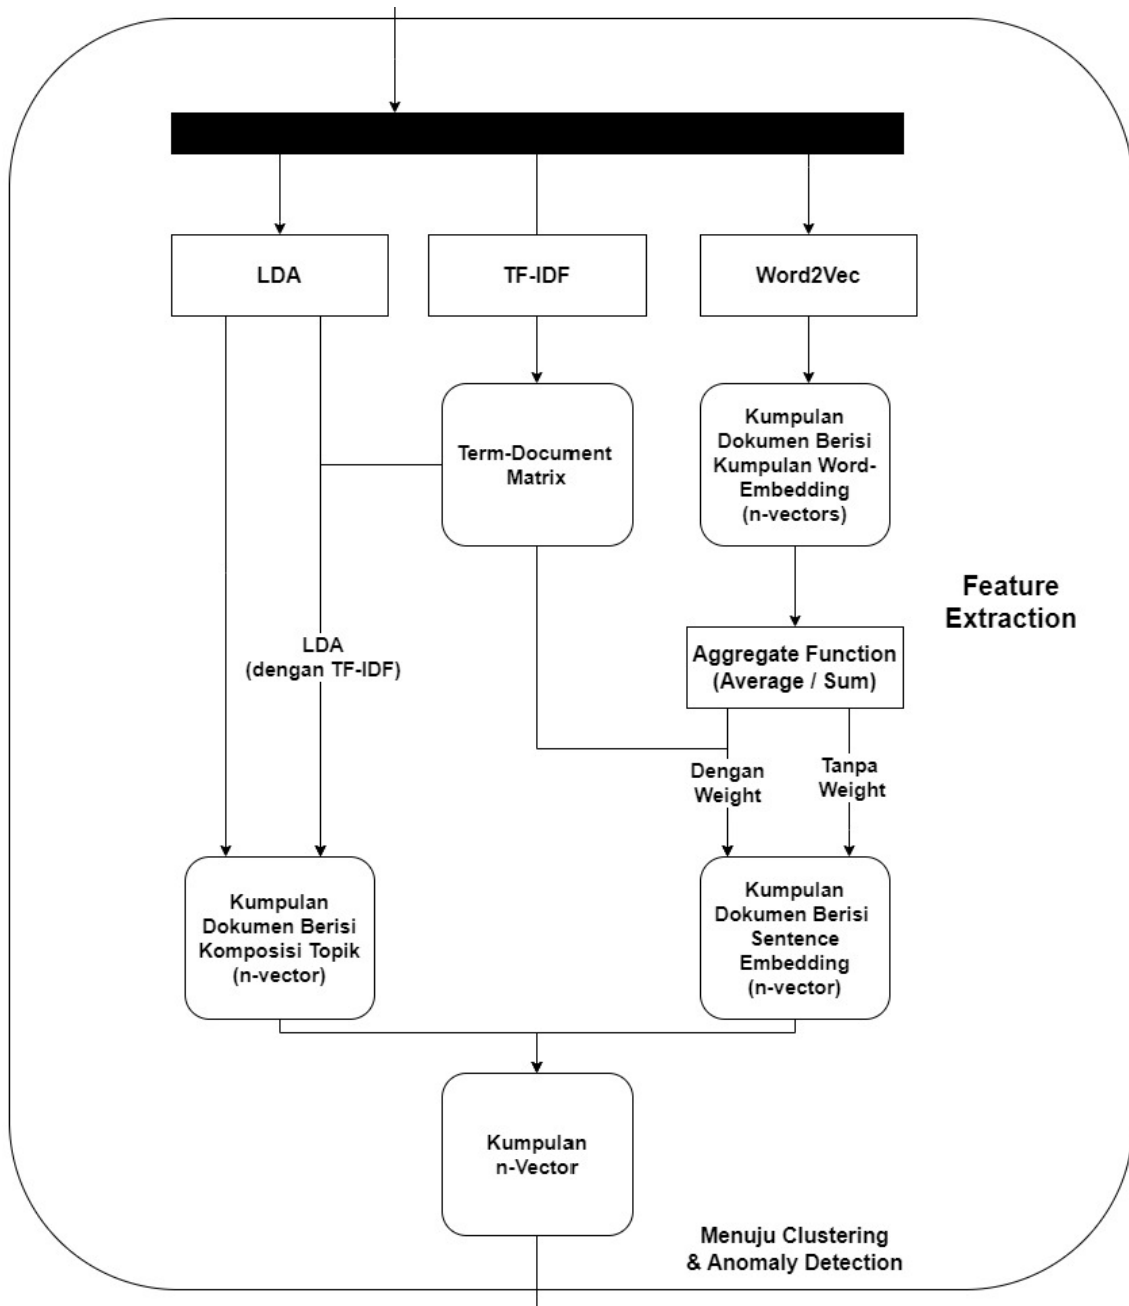 LDA
TF-IDF
Word2Vec
Term-Document
Matrix
Kumpulan
Dokumen Berisi
Kumpulan Word-
Embedding
(n-vectors)
Feature
Extraction
LDA
(dengan TF-IDF)
Aggregate Function
(Average / Sum)
Dengan
Weight
Tanpa
Weight
Kumpulan
Dokumen Berisi
Komposisi Topik
(n-vector)
Kumpulan
Dokumen Berisi
Sentence
Embedding
(n-vector)
Kumpulan
n-Vector
Menuju Clustering
& Anomaly Detection